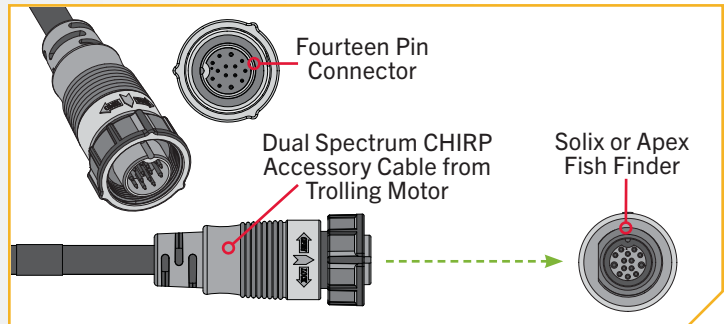 Fourteen Pin
Connector
Dual Spectrum CHIRP
Accessory Cable from
Trolling Motor
Solix or Apex
Fish Finder